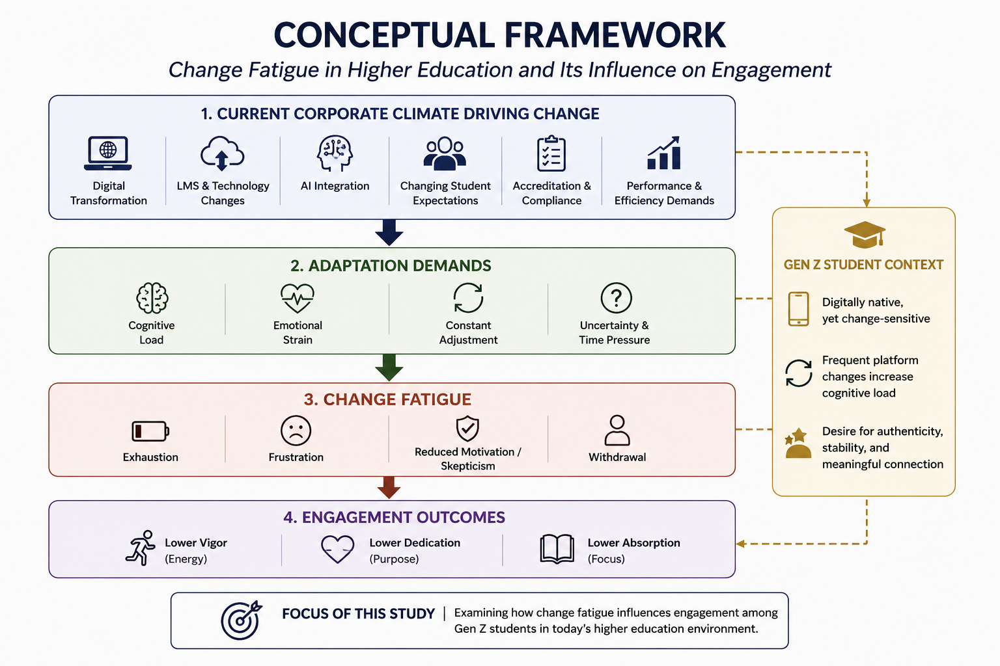 CONCEPTUAL FRAMEWORK
Change Fatigue in Higher Education and Its Influence on Engagement
1. CURRENT CORPORATE CLIMATE DRIVING CHANGE
Digital
Transformation
LMS & Technology
Changes
AI Integration
Changing Student
Expectations
Accreditation &
Compliance
Performance &
Efficiency Demands
2. ADAPTATION DEMANDS
Cognitive
Load
Emotional
Strain
Constant
Adjustment
?
Uncertainty &
Time Pressure
3. CHANGE FATIGUE
Exhaustion
Frustration
Reduced Motivation /
Skepticism
Withdrawal
4. ENGAGEMENT OUTCOMES
Lower Vigor
(Energy)
Lower Dedication
(Purpose)
Lower Absorption
(Focus)
GEN Z STUDENT CONTEXT
Digitally native,
yet change-sensitive
Frequent platform
changes increase
cognitive load
Desire for authenticity,
stability, and
meaningful connection
FOCUS OF THIS STUDY | Examining how change fatigue influences engagement among
Gen Z students in today's higher education environment.